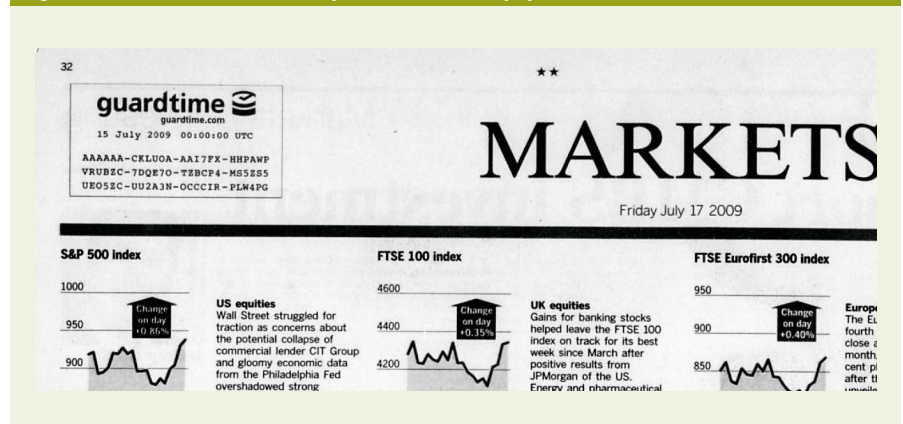 32
★★
guardtime
guardtime.com
15 July 2009 00:00:00 UTC
AAAAAA-CKLUOA-AAI7FX-HHPAWP
VRUBZC-7DQE7O-TZBCP4-MS5ZS5
UEO5ZC-UU2A3N-OCCCIR-PLW4PG
MARKETS
Friday July 17 2009
S&P 500 index
1000
950
900
Change
on day
+0.86%
US equities
Wall Street struggled for
traction as concerns about
the potential collapse of
commercial lender CIT Group
and gloomy economic data
from the Philadelphia Fed
overshadowed strong
FTSE 100 index
4600
4400
4200
Change
on day
+0.35%
UK equities
Gains for banking stocks
helped leave the FTSE 100
index on track for its best
week since March after
positive results from
JPMorgan of the US.
Energy and pharmaceutical
FTSE Eurofirst 300 index
950
900
850
Change
on day
+0.40%
Europe
The Eu
fourth
close a
month,
cent pl
after th